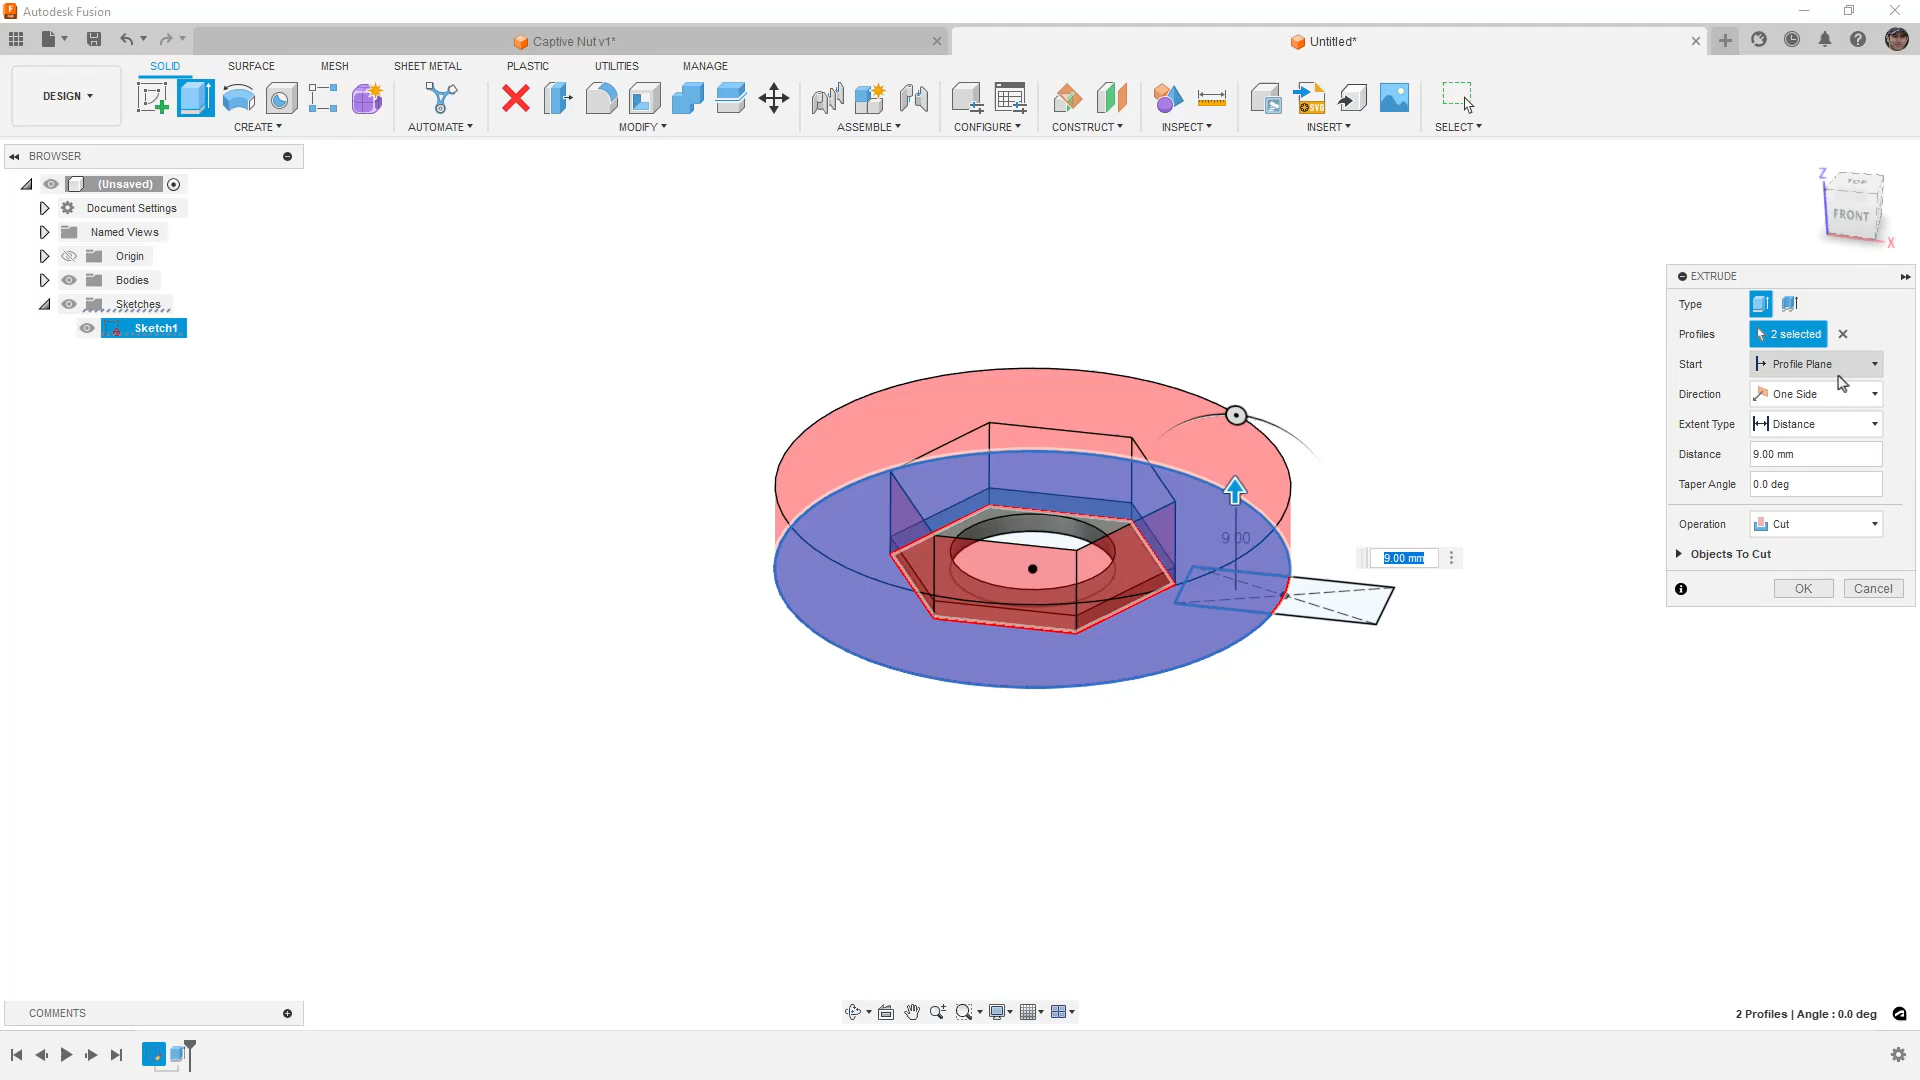 Autodesk Fusion
Captive Nut v1*
Untitled*
DESIGN
SOLID
SURFACE
MESH
SHEET METAL
PLASTIC
UTILITIES
MANAGE
CREATE
AUTOMATE
MODIFY
ASSEMBLE
CONFIGURE
CONSTRUCT
INSPECT
INSERT
SELECT
SVG
BROWSER
(Unsaved)
Document Settings
Named Views
Origin
Bodies
Sketches
Sketch1
Z
TOP
FRONT
X
EXTRUDE
Type
Profiles 2 selected
Start Profile Plane
Direction One Side
Extent Type Distance
Distance 9.00 mm
Taper Angle 0.0 deg
Operation Cut
Objects To Cut
OK Cancel
9.00
9.00 mm
COMMENTS
2 Profiles | Angle : 0.0 deg